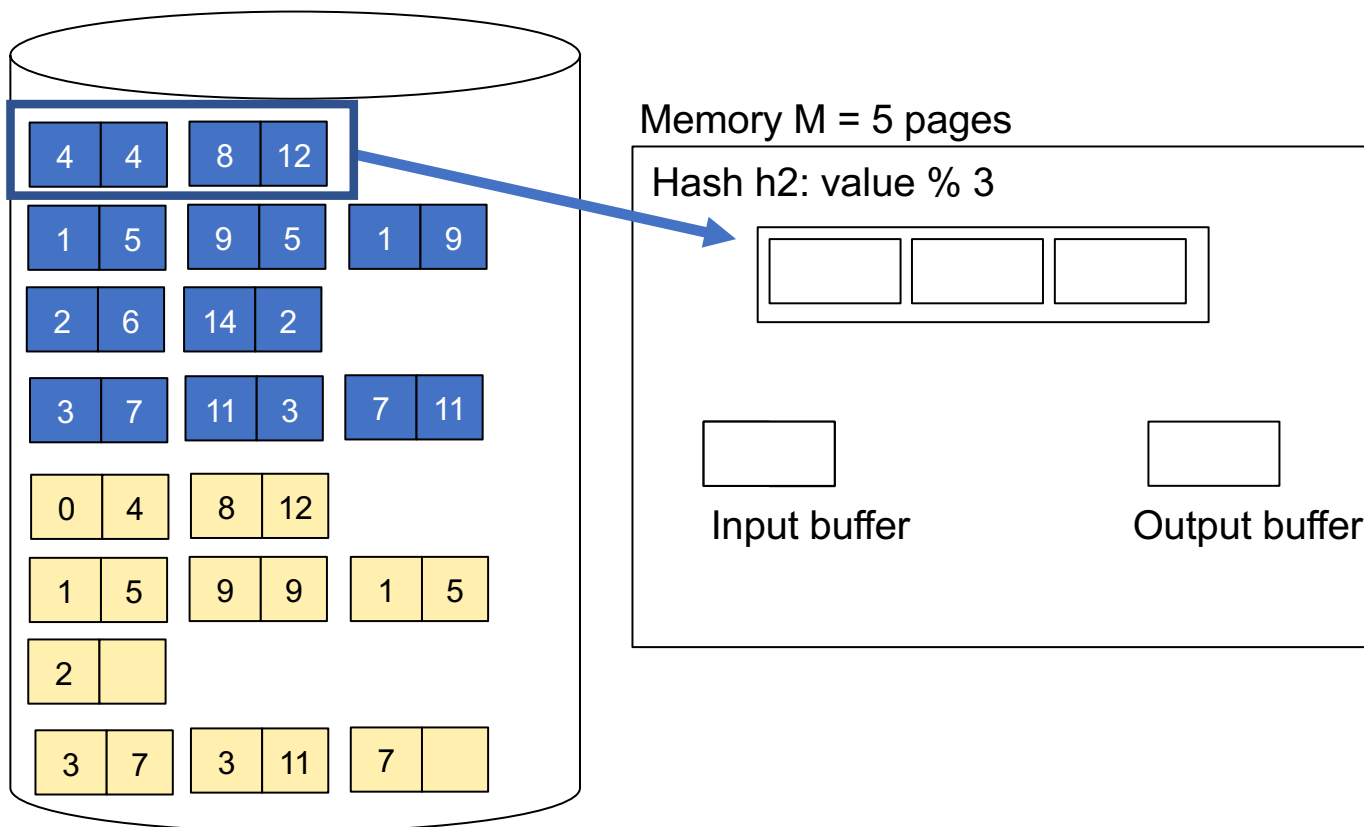 Memory M = 5 pages
Hash h2: value % 3
4 4 8 12
1 5 9 5 1 9
2 6 14 2
3 7 11 3 7 11
0 4 8 12
1 5 9 9 1 5
2
3 7 3 11 7
Input buffer
Output buffer